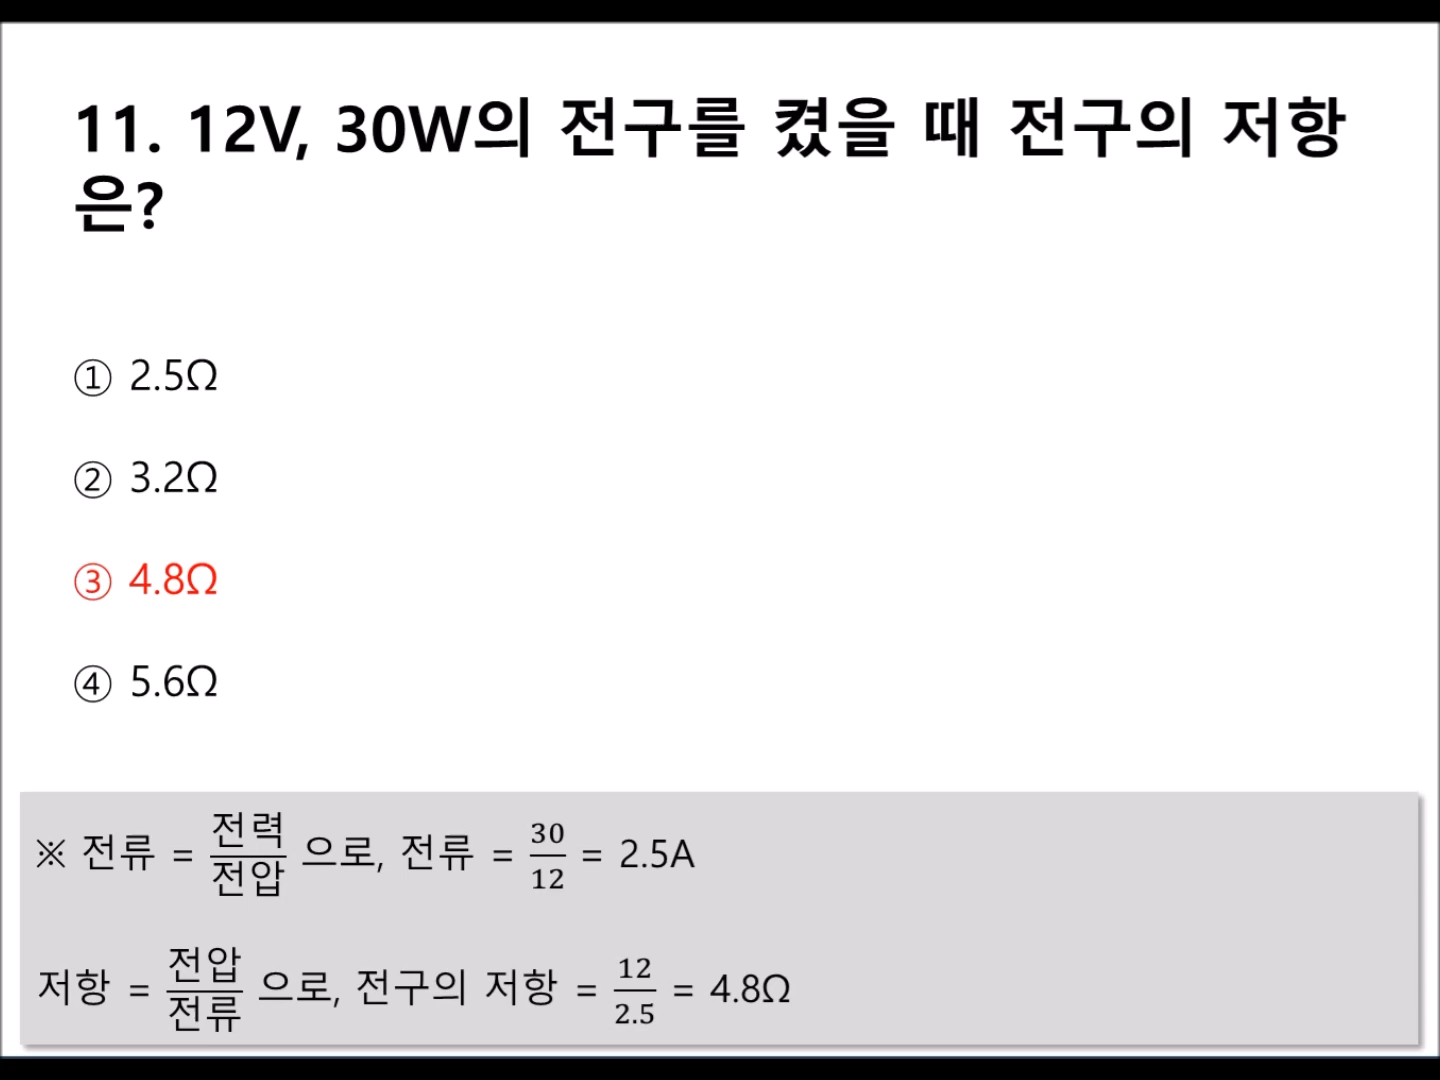 11. 12V, 30W의 전구를 켰을 때 전구의 저항
은?
① 2.5Ω
② 3.2Ω
③ 4.8Ω
④ 5.6Ω
※ 전류 = 전력/전압 으로, 전류 = 30/12 = 2.5A
저항 = 전압/전류 으로, 전구의 저항 = 12/2.5 = 4.8Ω